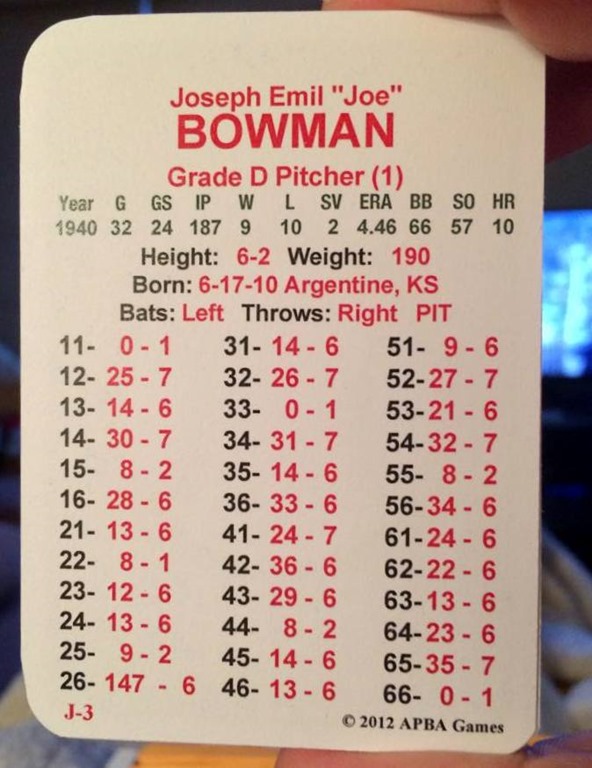 Joseph Emil "Joe"
BOWMAN
Grade D Pitcher (1)
Year G GS IP W L SV ERA BB SO HR
1940 32 24 187 9 10 2 4.46 66 57 10
Height: 6-2 Weight: 190
Born: 6-17-10 Argentine, KS
Bats: Left Throws: Right PIT
11- 0 - 1 31- 14 - 6 51- 9 - 6
12- 25 - 7 32- 26 - 7 52- 27 - 7
13- 14 - 6 33- 0 - 1 53- 21 - 6
14- 30 - 7 34- 31 - 7 54- 32 - 7
15- 8 - 2 35- 14 - 6 55- 8 - 2
16- 28 - 6 36- 33 - 6 56- 34 - 6
21- 13 - 6 41- 24 - 7 61- 24 - 6
22- 8 - 1 42- 36 - 6 62- 22 - 6
23- 12 - 6 43- 29 - 6 63- 13 - 6
24- 13 - 6 44- 8 - 2 64- 23 - 6
25- 9 - 2 45- 14 - 6 65- 35 - 7
26- 147 - 6 46- 13 - 6 66- 0 - 1
J-3 © 2012 APBA Games